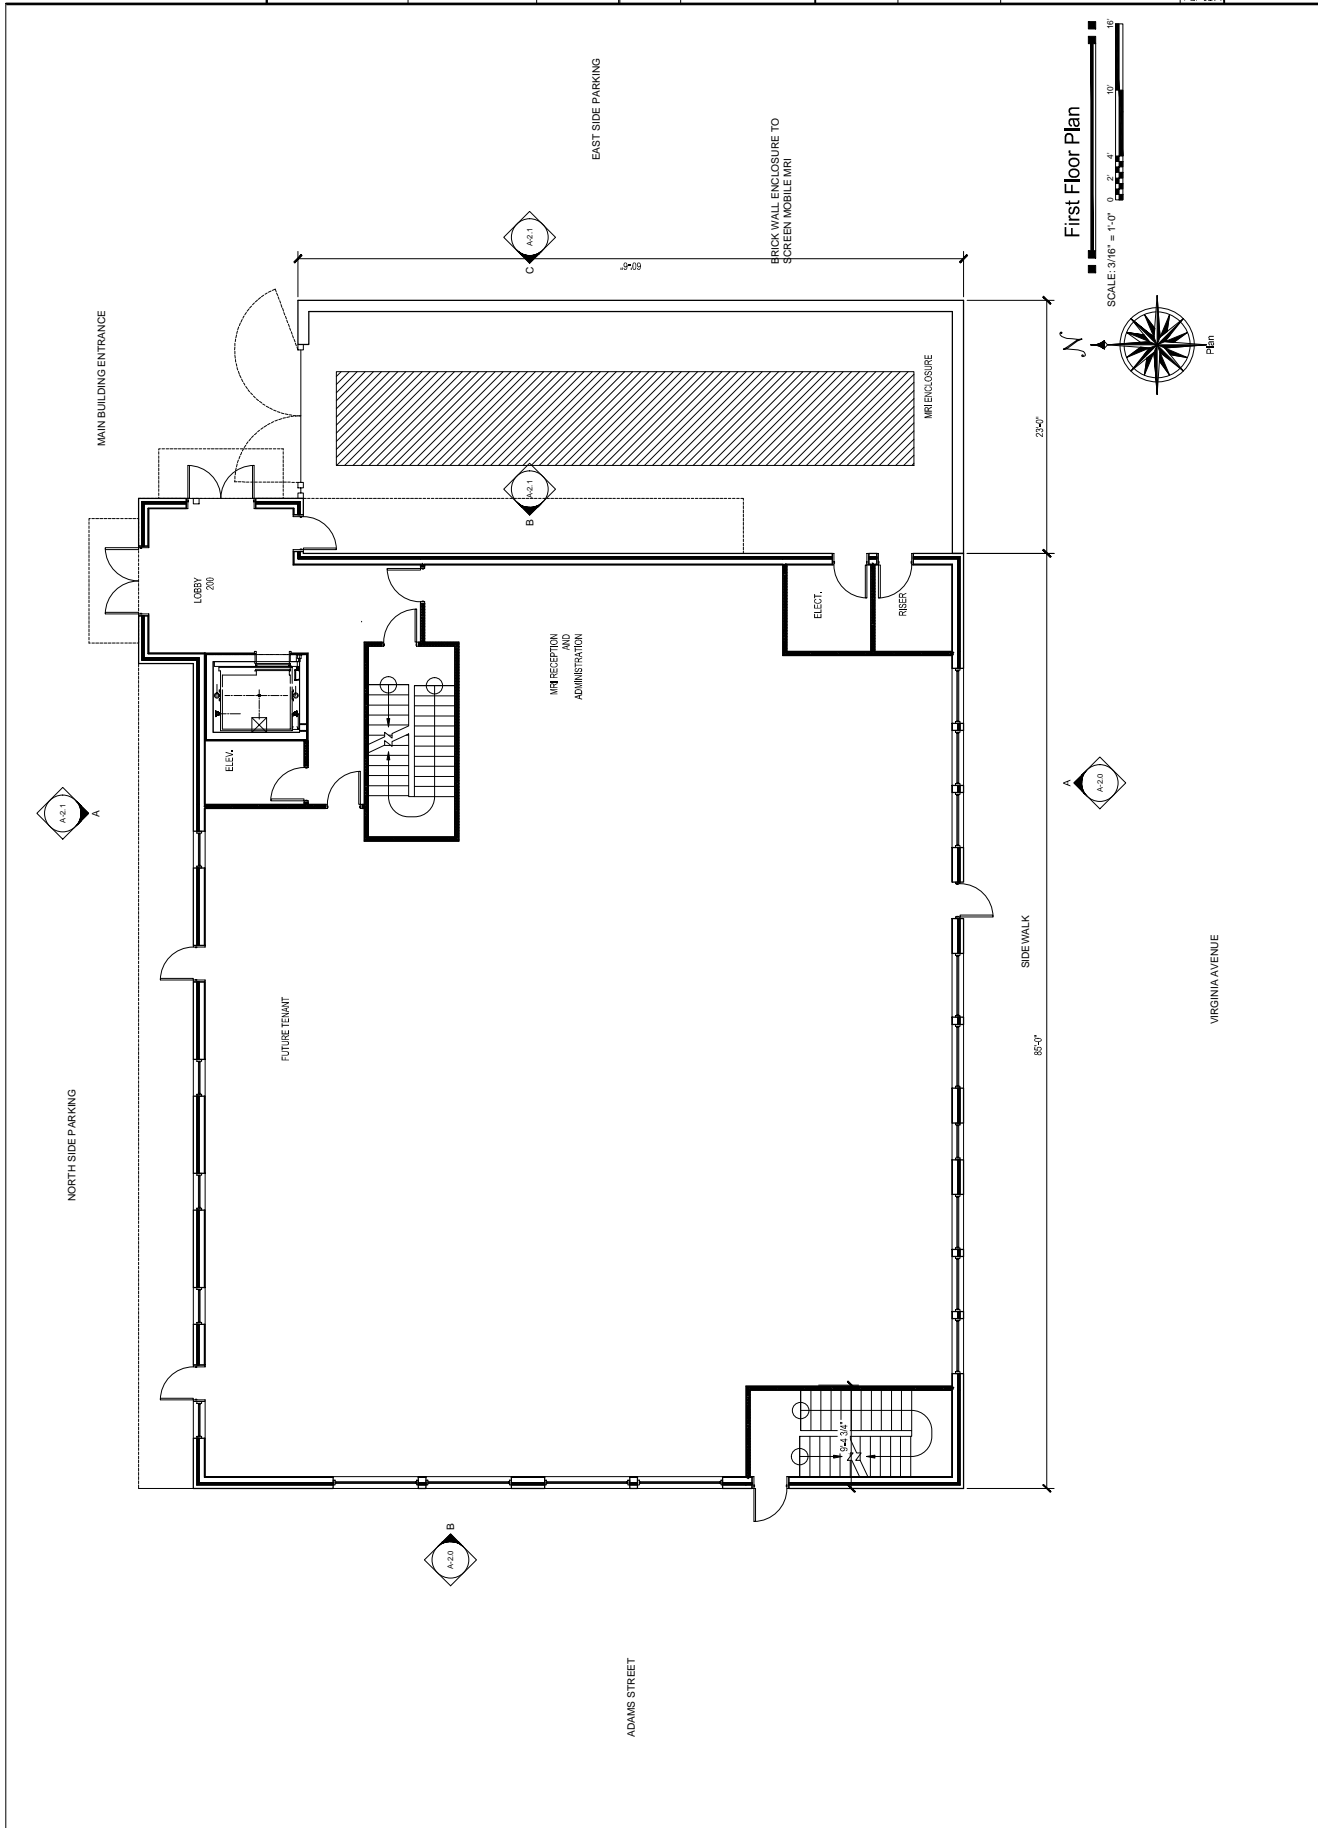 EAST SIDE PARKING
BRICK WALL ENCLOSURE TO
SCREEN MOBILE MRI
First Floor Plan
SCALE: 3/16" = 1'-0"
0 2' 4' 10' 16'
N
Plan
MAIN BUILDING ENTRANCE
C
A-2.1
60'-6"
MRI ENCLOSURE
23'-0"
B
A-2.1
LOBBY
200
ELEV.
MRI RECEPTION
AND
ADMINISTRATION
ELECT.
RISER
A
A-2.1
A
A-2.0
NORTH SIDE PARKING
FUTURE TENANT
SIDEWALK
85'-0"
VIRGINIA AVENUE
9'-4 3/4"
B
A-2.0
ADAMS STREET